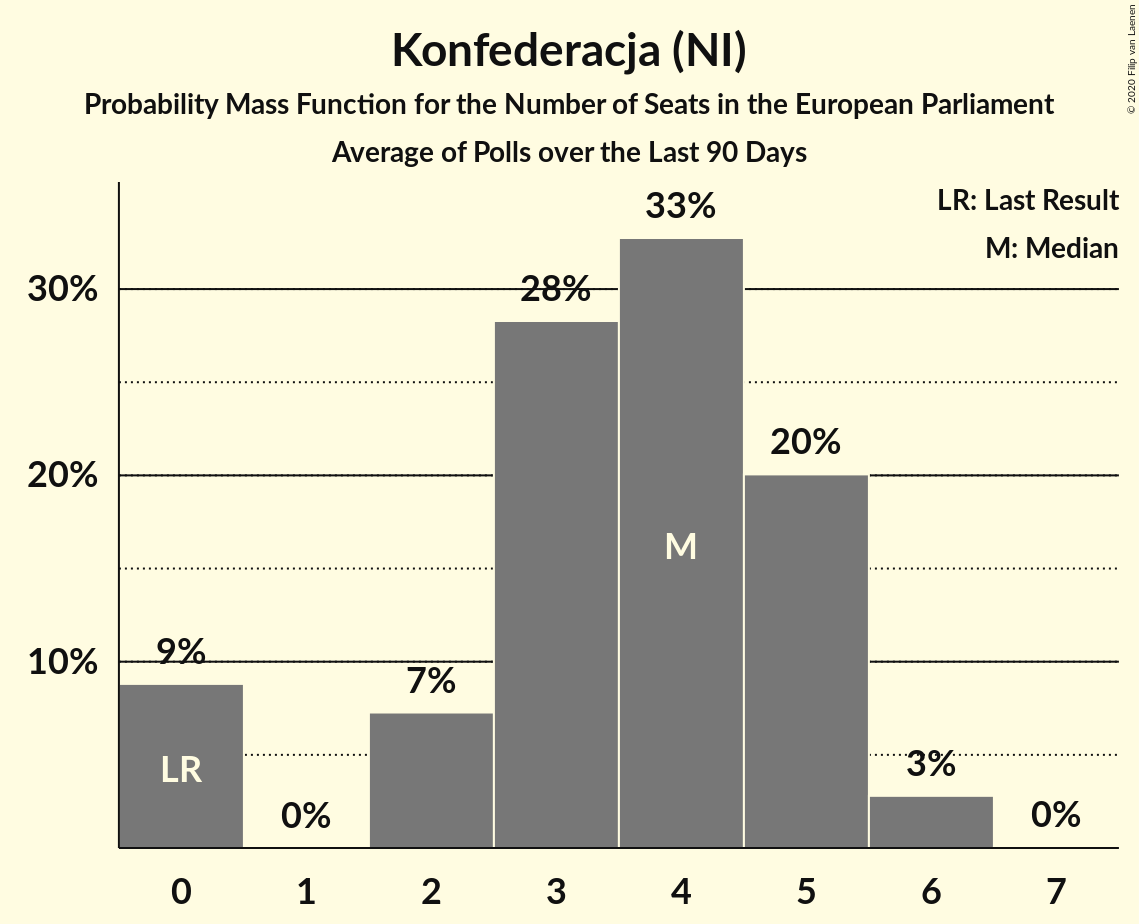 Konfederacja (NI)
Probability Mass Function for the Number of Seats in the European Parliament
Average of Polls over the Last 90 Days
© 2020 Filip van Laenen
LR: Last Result
M: Median
33%
30%
28%
20%
20%
M
10%
9%
7%
LR
3%
0%
0%
0 1 2 3 4 5 6 7